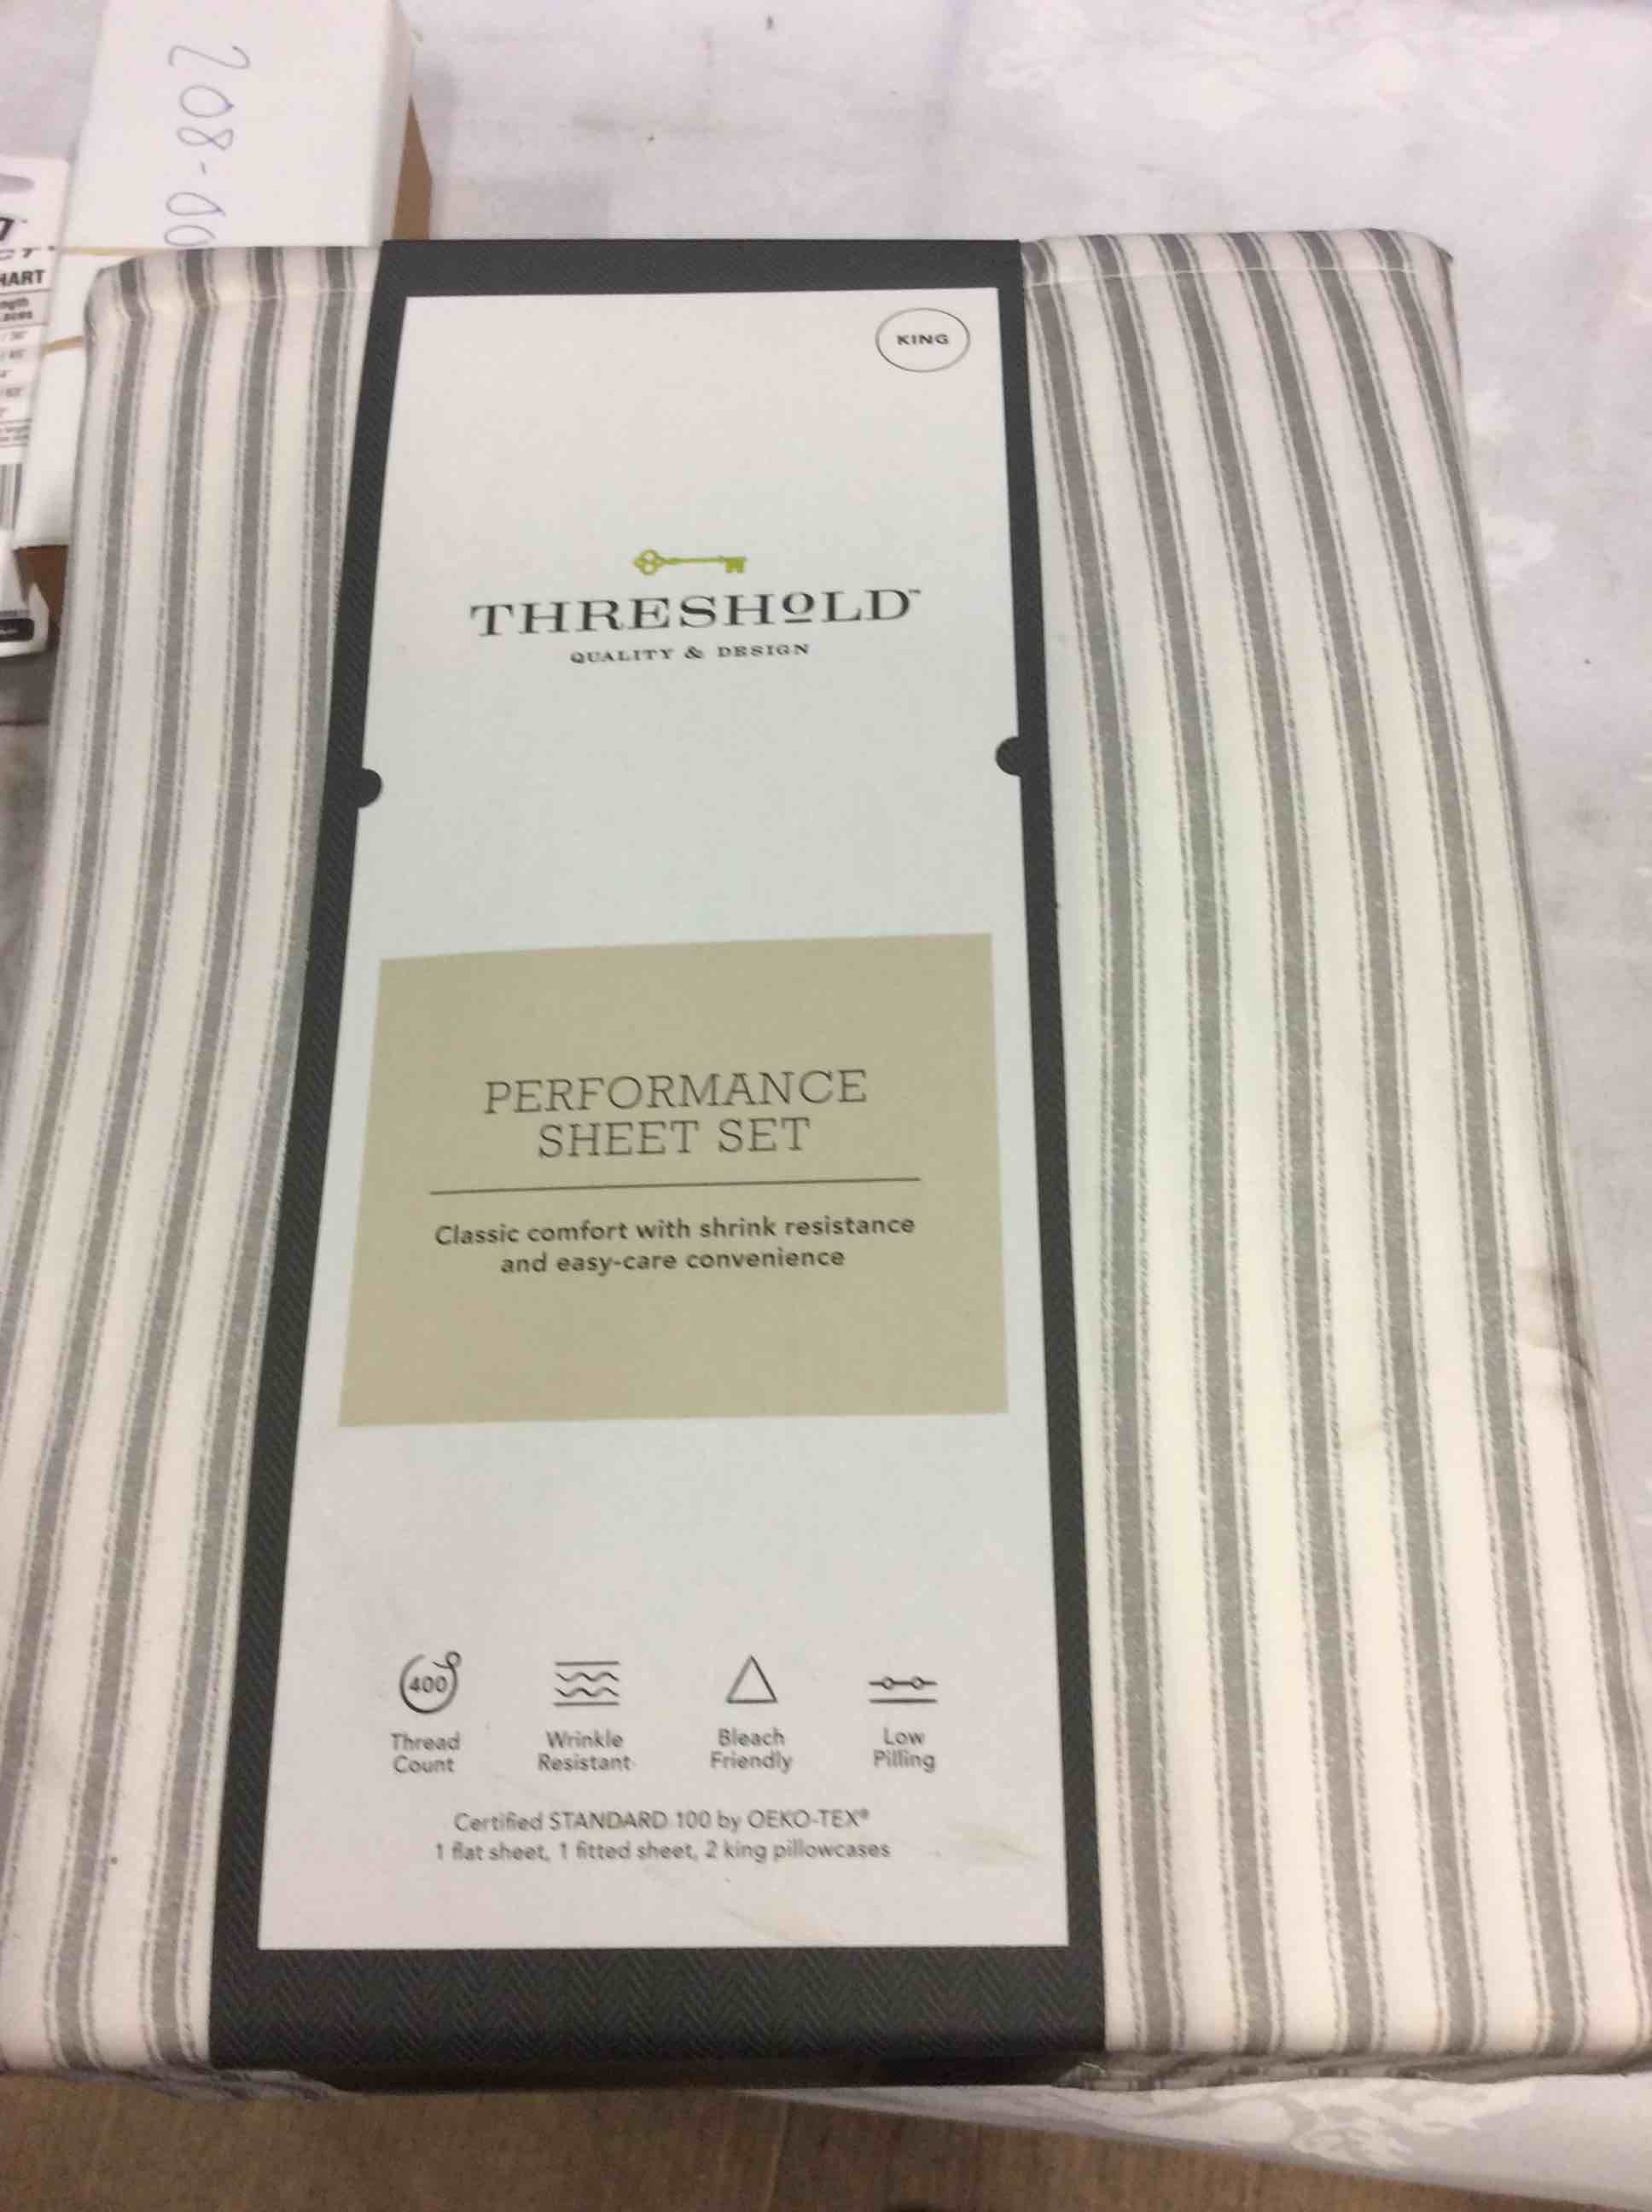 208-00
HART
KING
THRESHOLD™
QUALITY & DESIGN
PERFORMANCE
SHEET SET
Classic comfort with shrink resistance
and easy-care convenience
400
Thread
Count
Wrinkle
Resistant
Bleach
Friendly
Low
Pilling
Certified STANDARD 100 by OEKO-TEX®
1 flat sheet, 1 fitted sheet, 2 king pillowcases